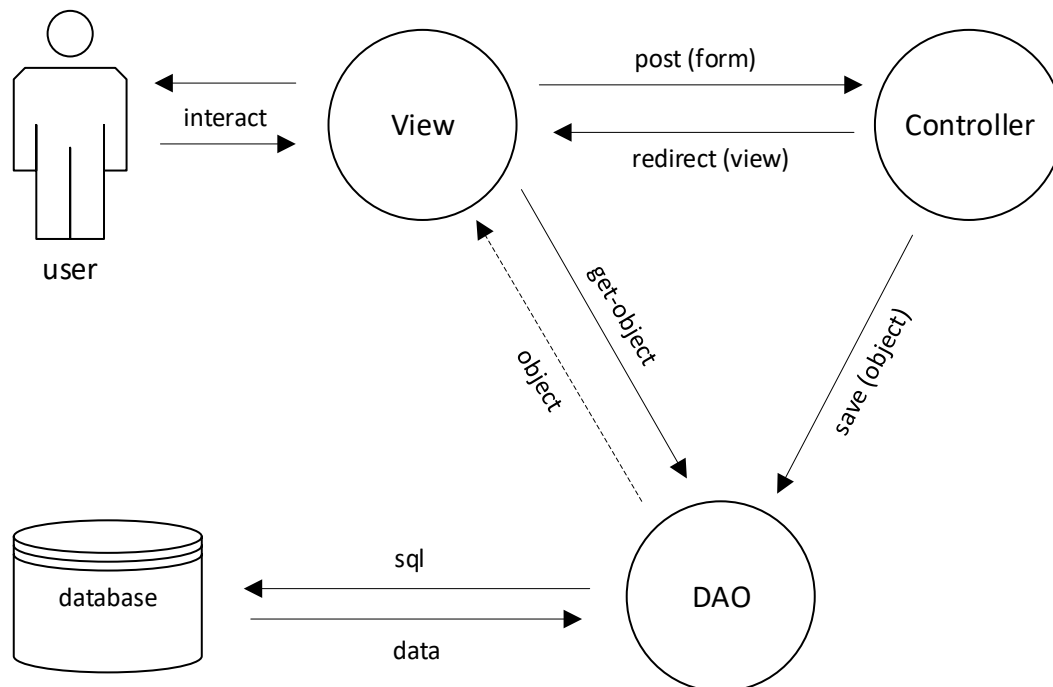 post (form)
interact
View
Controller
redirect (view)
user
get-object
object
save (object)
sql
database
DAO
data